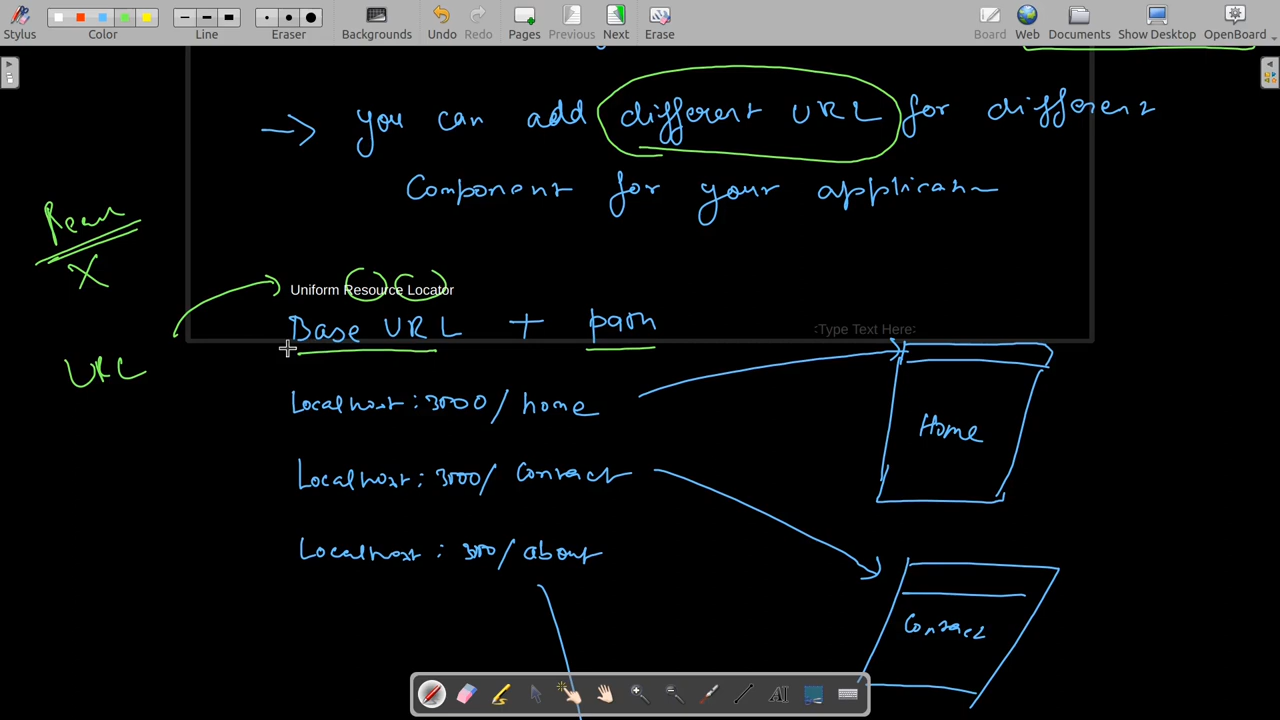 Stylus Color Line Eraser Backgrounds Undo Redo Pages Previous Next Erase Board Web Documents Show Desktop OpenBoard
→ you can add different URL for different
Component for your application
React
X
Uniform Resource Locator
Base URL + path
:Type Text Here:
URL
Localhost : 3000 / home
Home
Localhost : 3000 / Contact
Localhost : 300 / about
Contact